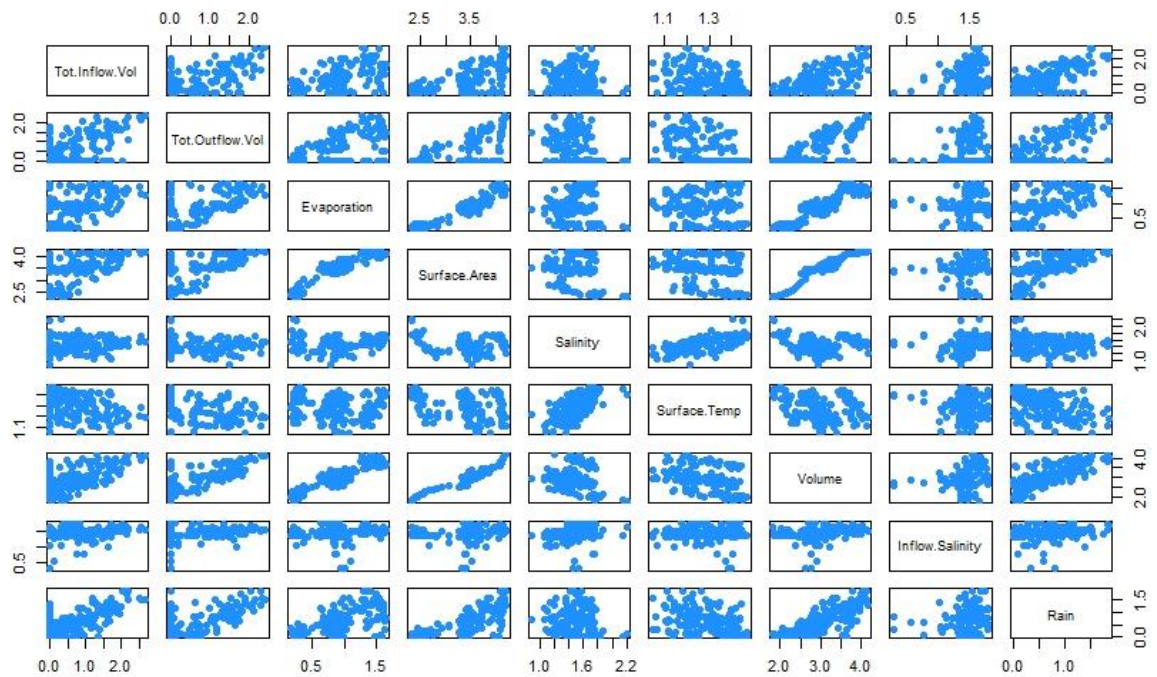 0.0 1.0 2.0 2.5 3.5 1.1 1.3 0.5 1.5
Tot.Inflow.Vol 0.0 1.0 2.0
0.0 2.0 Tot.Outflow.Vol
Evaporation 0.5
2.5 4.0 Surface.Area
Salinity 1.0 2.0
1.1 Surface.Temp
Volume 2.0 4.0
0.5 Inflow.Salinity
Rain 0.0 1.5
0.0 1.0 2.0 0.5 1.5 1.0 1.6 2.2 2.0 3.0 4.0 0.0 1.0